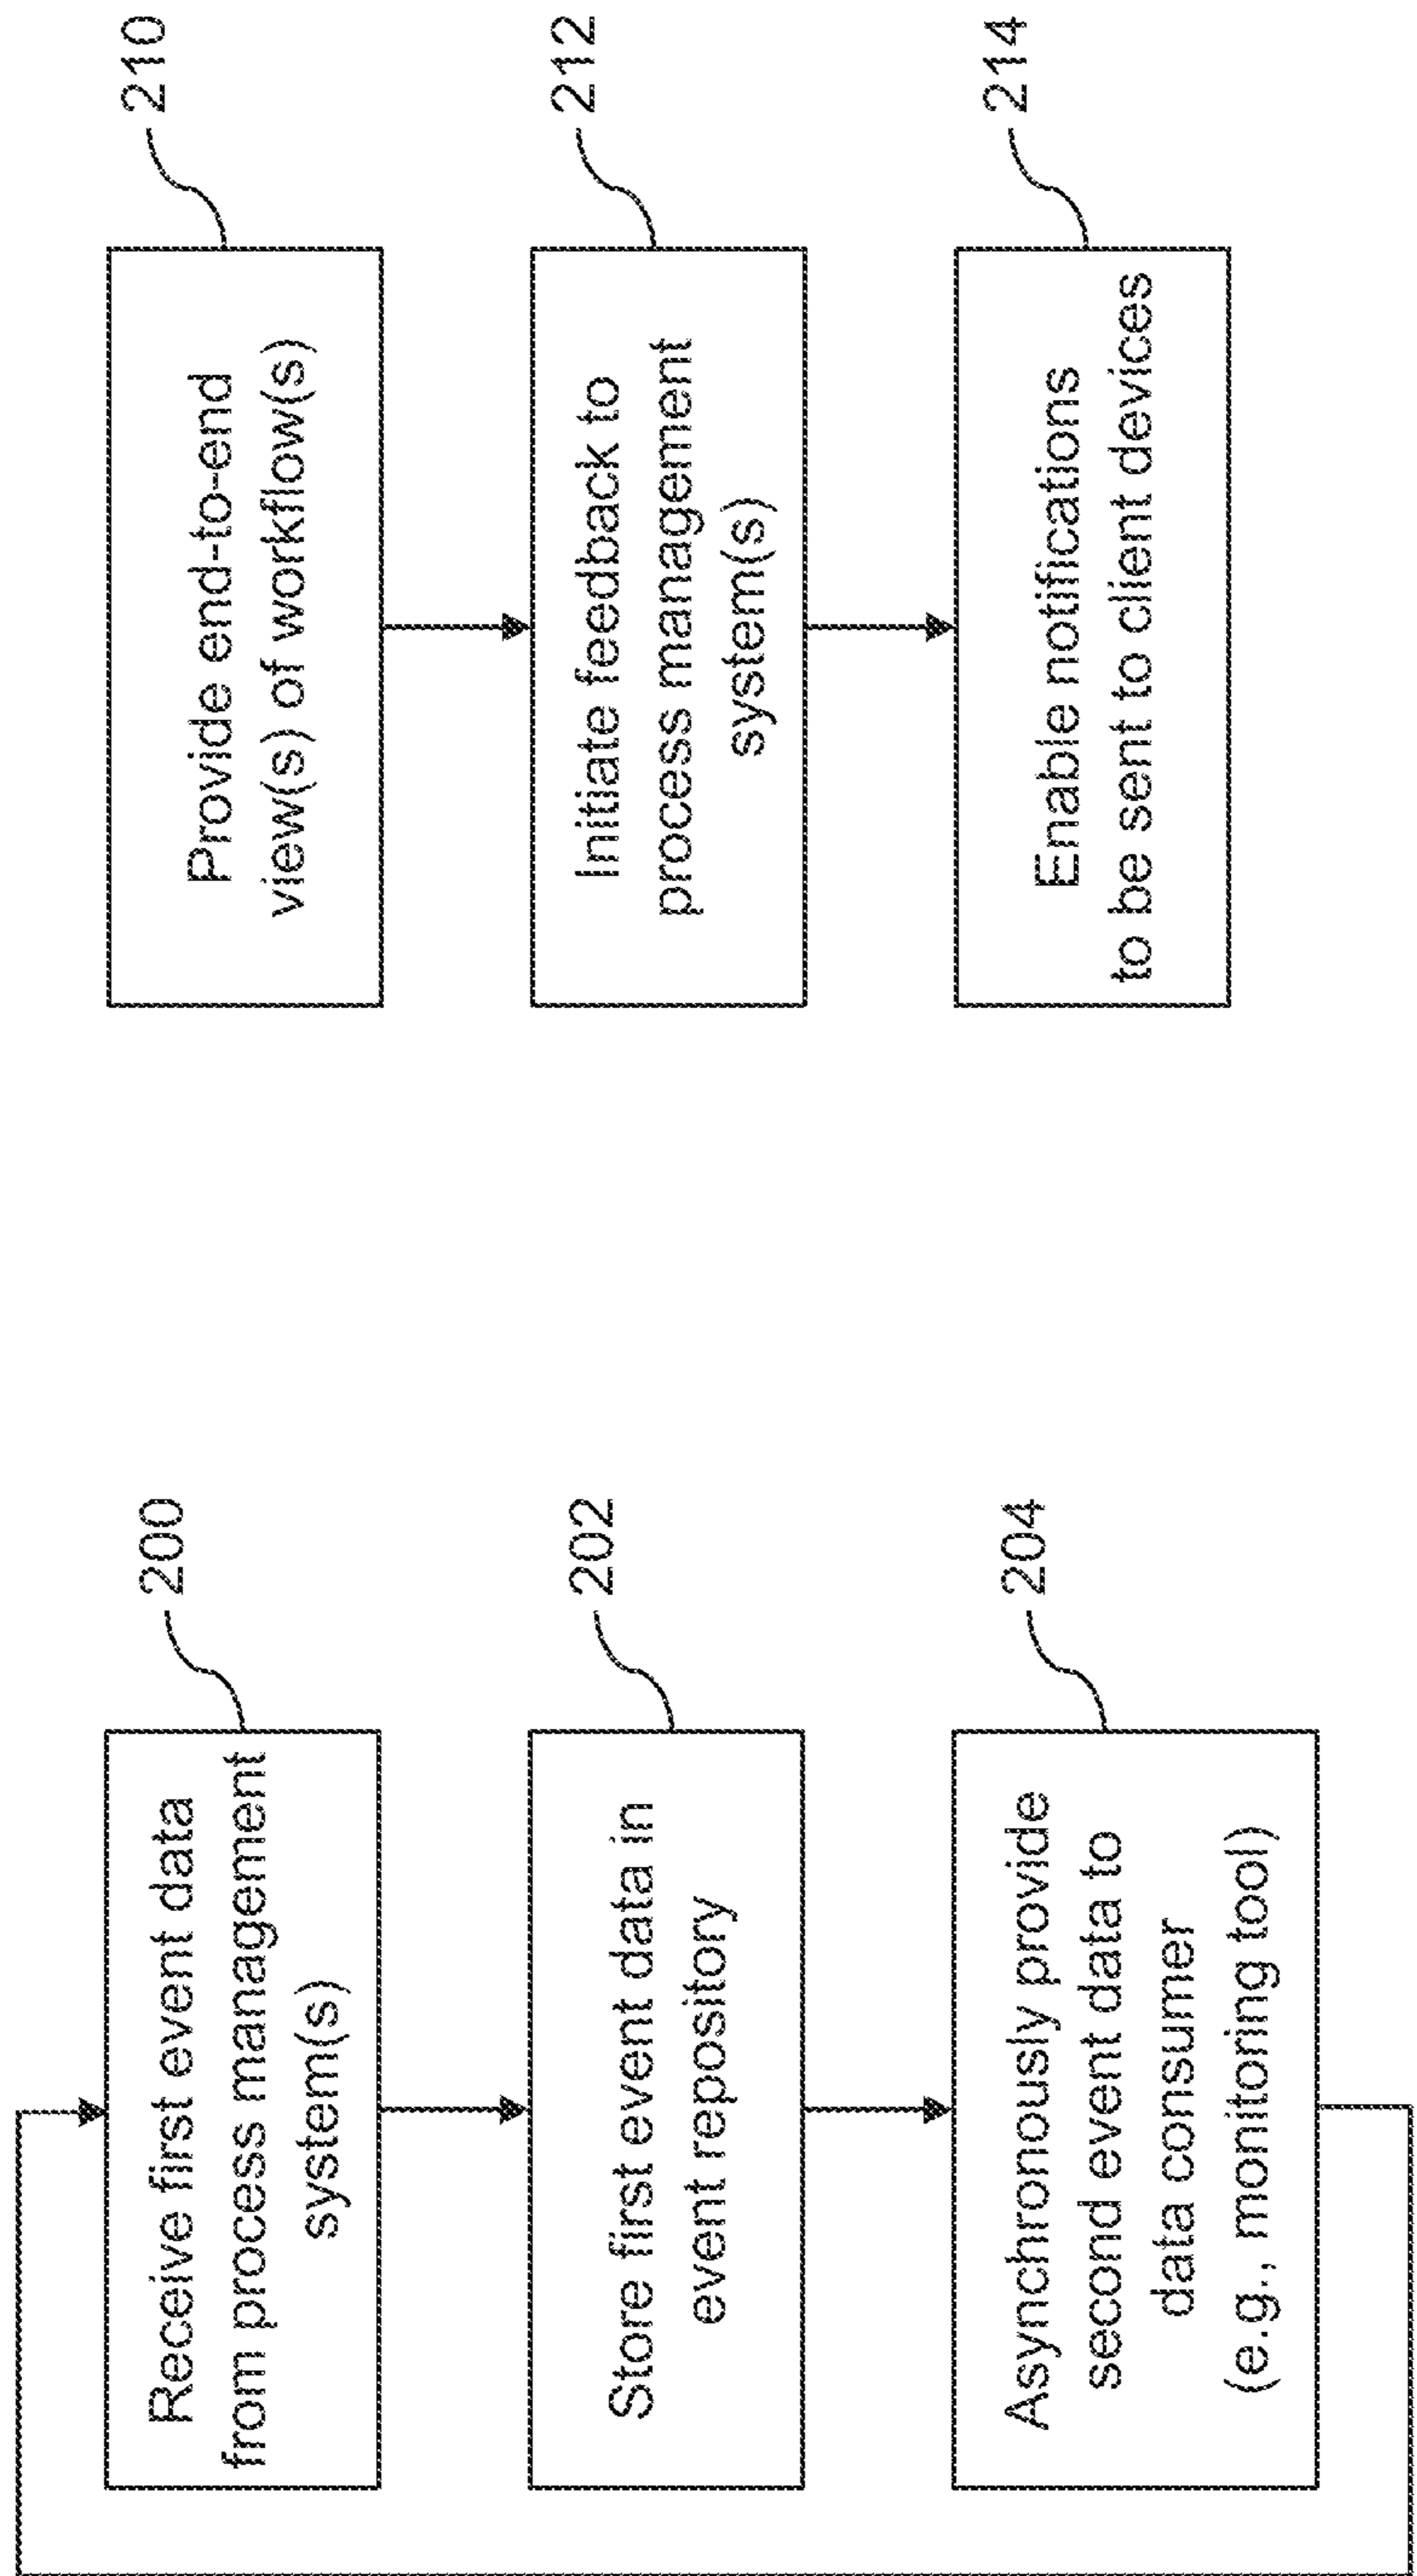 200
Receive first event data
from process management
system(s)
202
Store first event data in
event repository
204
Asynchronously provide
second event data to
data consumer
(e.g., monitoring tool)
210
Provide end-to-end
view(s) of workflow(s)
212
Initiate feedback to
process management
system(s)
214
Enable notifications
to be sent to client devices